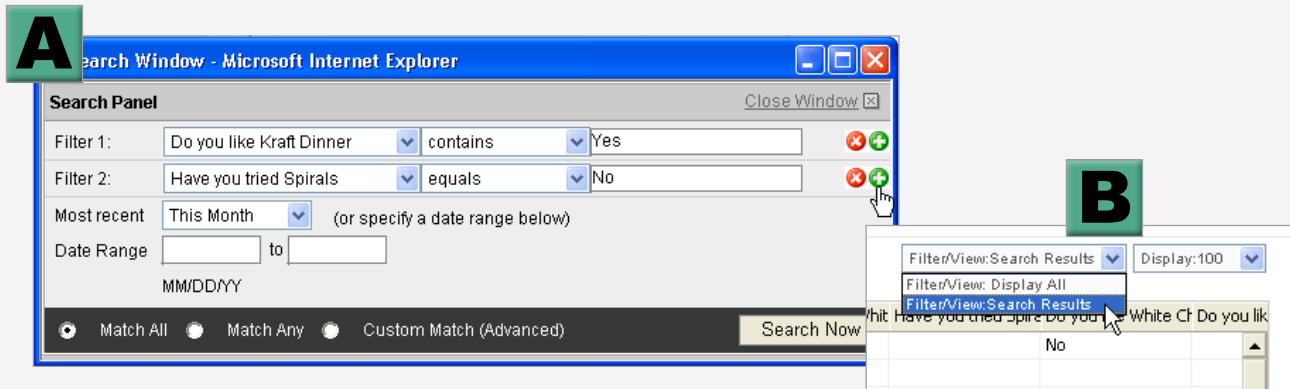 A
earch Window - Microsoft Internet Explorer
Search Panel
Close Window
Filter 1: Do you like Kraft Dinner contains Yes
Filter 2: Have you tried Spirals equals No
Most recent This Month (or specify a date range below)
Date Range to
MM/DD/YY
Match All Match Any Custom Match (Advanced) Search Now
B
Filter/View:Search Results Display:100
Filter/View: Display All
Filter/View:Search Results
Whit Have you tried Spira Do you like White Ch Do you lik
No